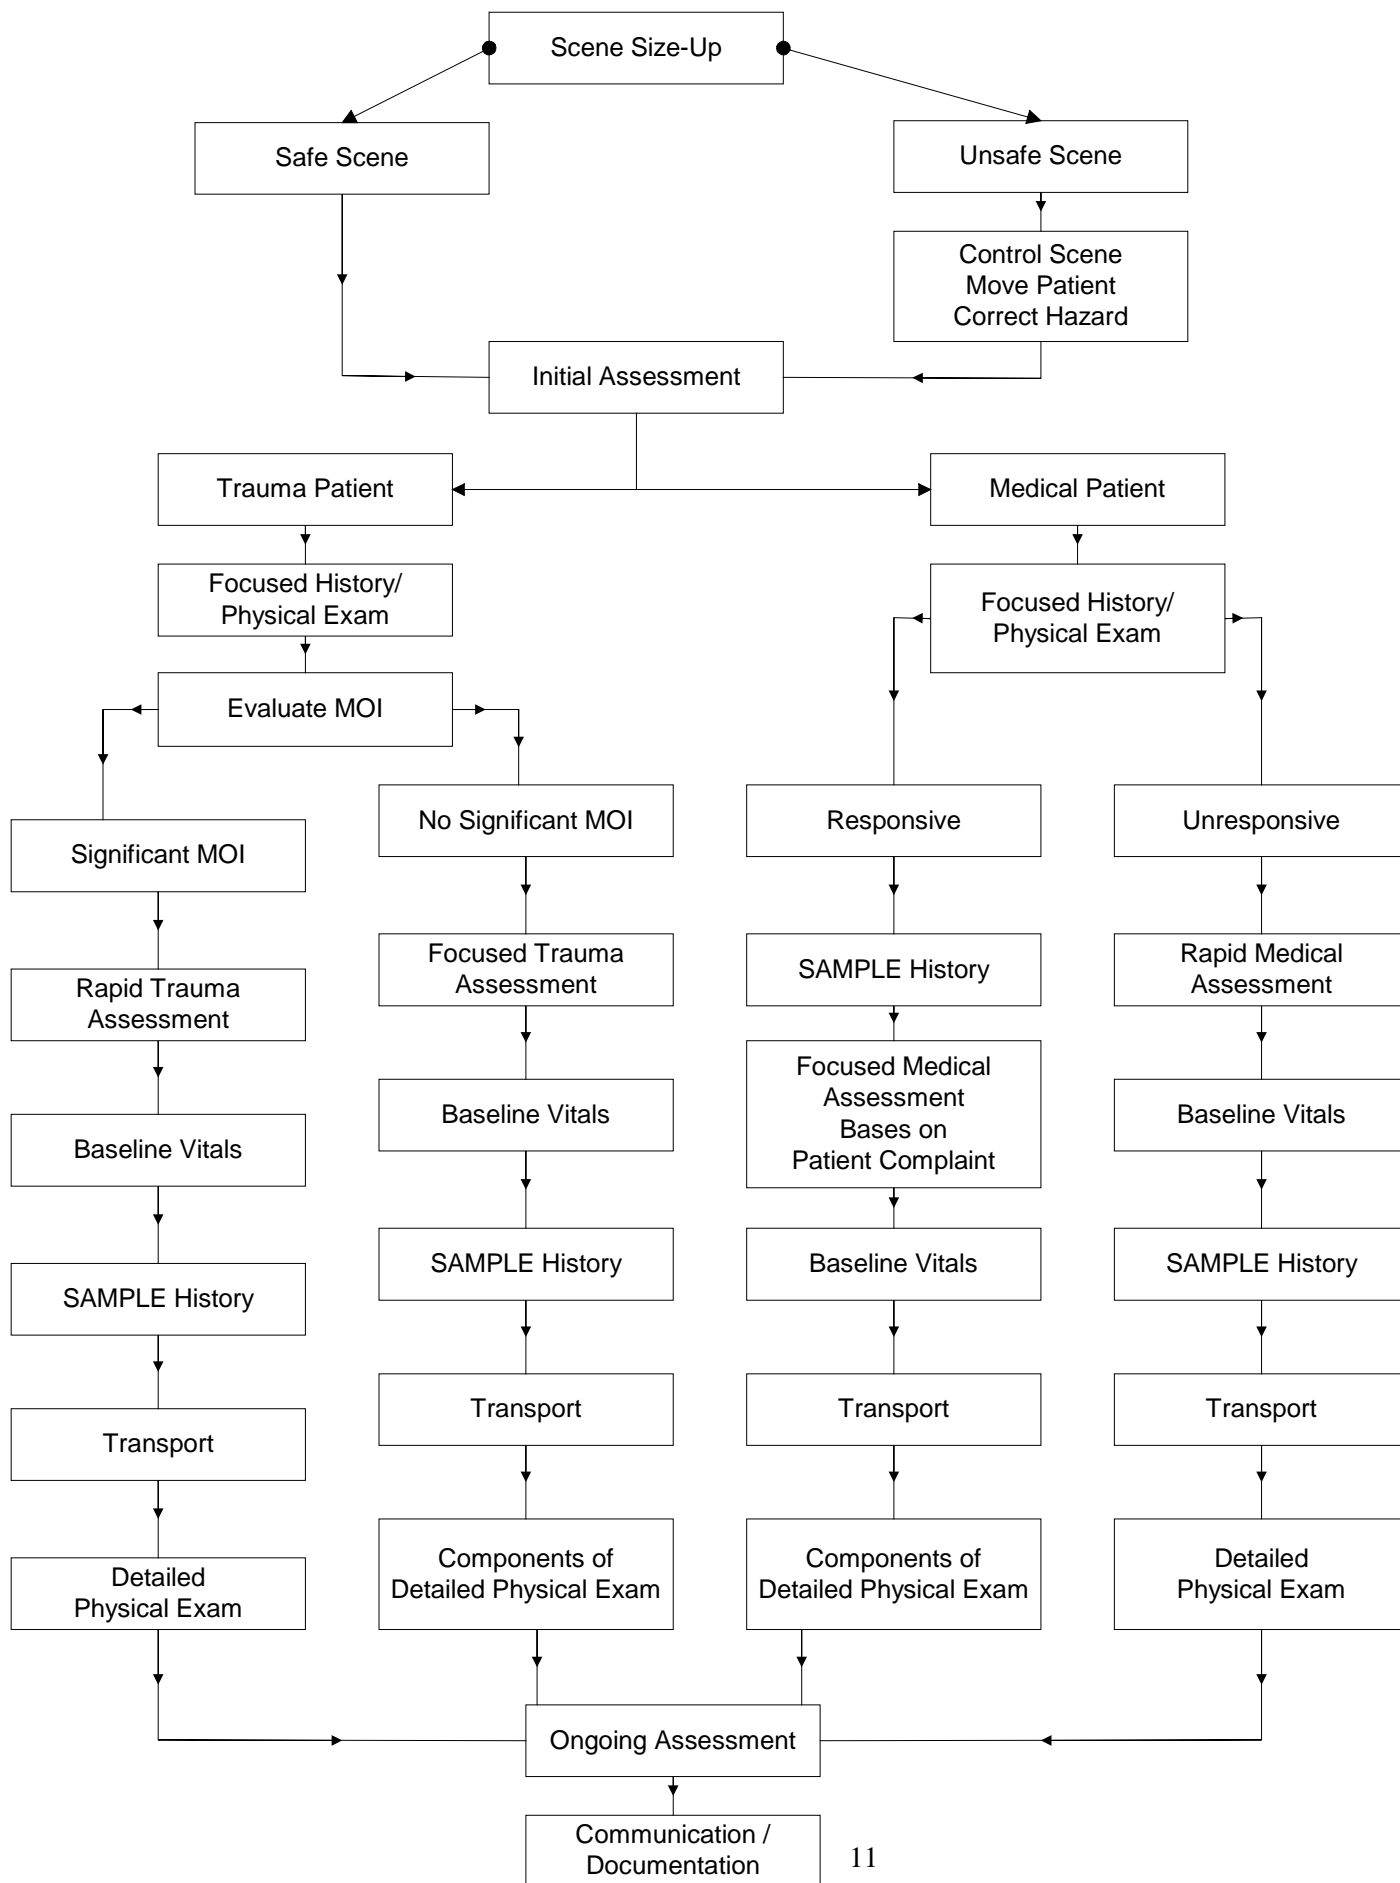 Scene Size-Up
Safe Scene
Unsafe Scene
Control Scene
Move Patient
Correct Hazard
Initial Assessment
Trauma Patient
Medical Patient
Focused History/
Physical Exam
Focused History/
Physical Exam
Evaluate MOI
Significant MOI
No Significant MOI
Responsive
Unresponsive
Rapid Trauma
Assessment
Focused Trauma
Assessment
SAMPLE History
Rapid Medical
Assessment
Focused Medical
Assessment
Bases on
Patient Complaint
Baseline Vitals
Baseline Vitals
Baseline Vitals
SAMPLE History
SAMPLE History
Baseline Vitals
SAMPLE History
Transport
Transport
Transport
Transport
Detailed
Physical Exam
Components of
Detailed Physical Exam
Components of
Detailed Physical Exam
Detailed
Physical Exam
Ongoing Assessment
Communication /
Documentation
11